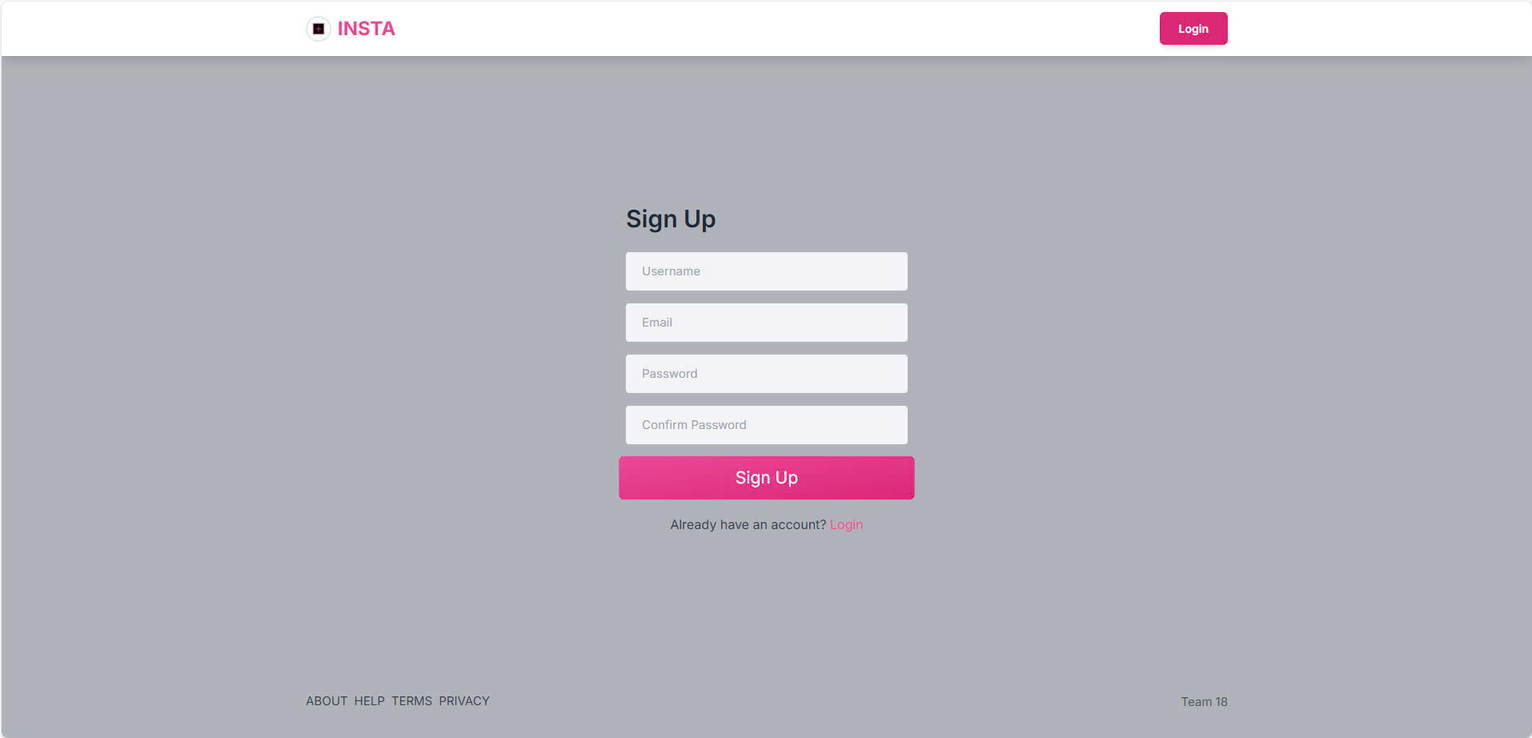 INSTA
Login
Sign Up
Username
Email
Password
Confirm Password
Sign Up
Already have an account? Login
ABOUT HELP TERMS PRIVACY
Team 18